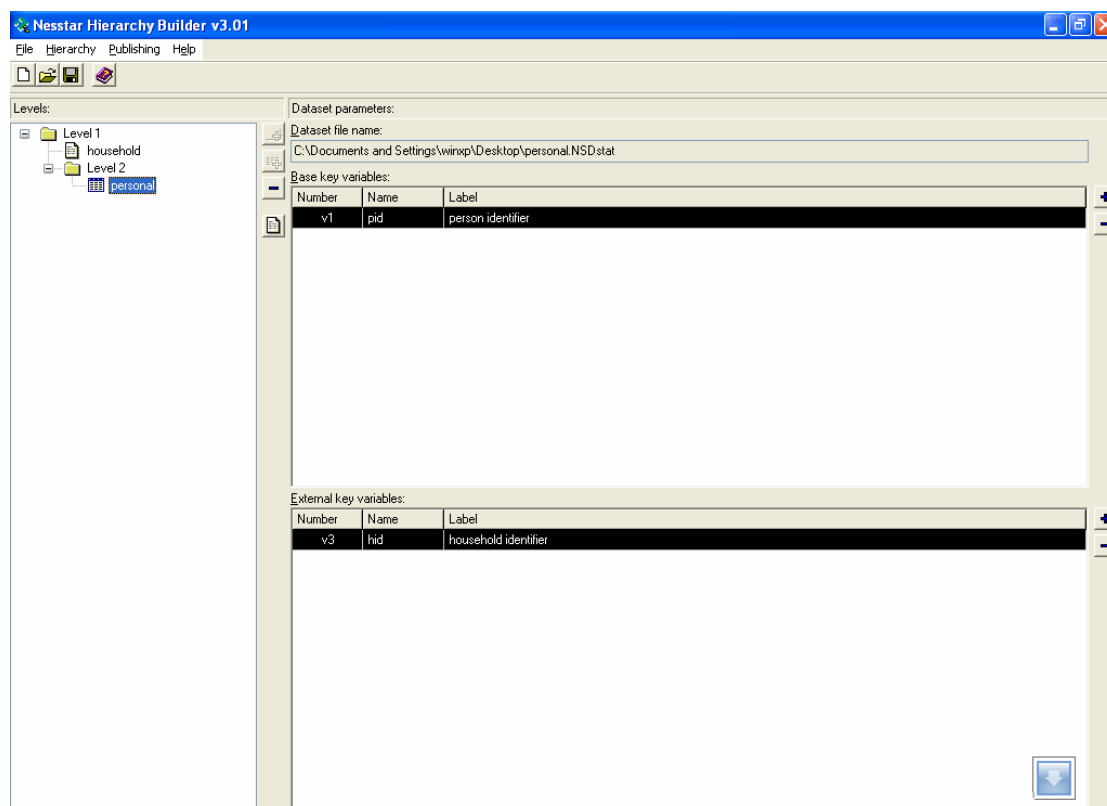 Nesstar Hierarchy Builder v3.01
File Hierarchy Publishing Help
Levels:
Level 1
household
Level 2
personal
Dataset parameters:
Dataset file name:
C:\Documents and Settings\winxp\Desktop\personal.NSDstat
Base key variables:
Number Name Label
v1 pid person identifier
External key variables:
Number Name Label
v3 hid household identifier